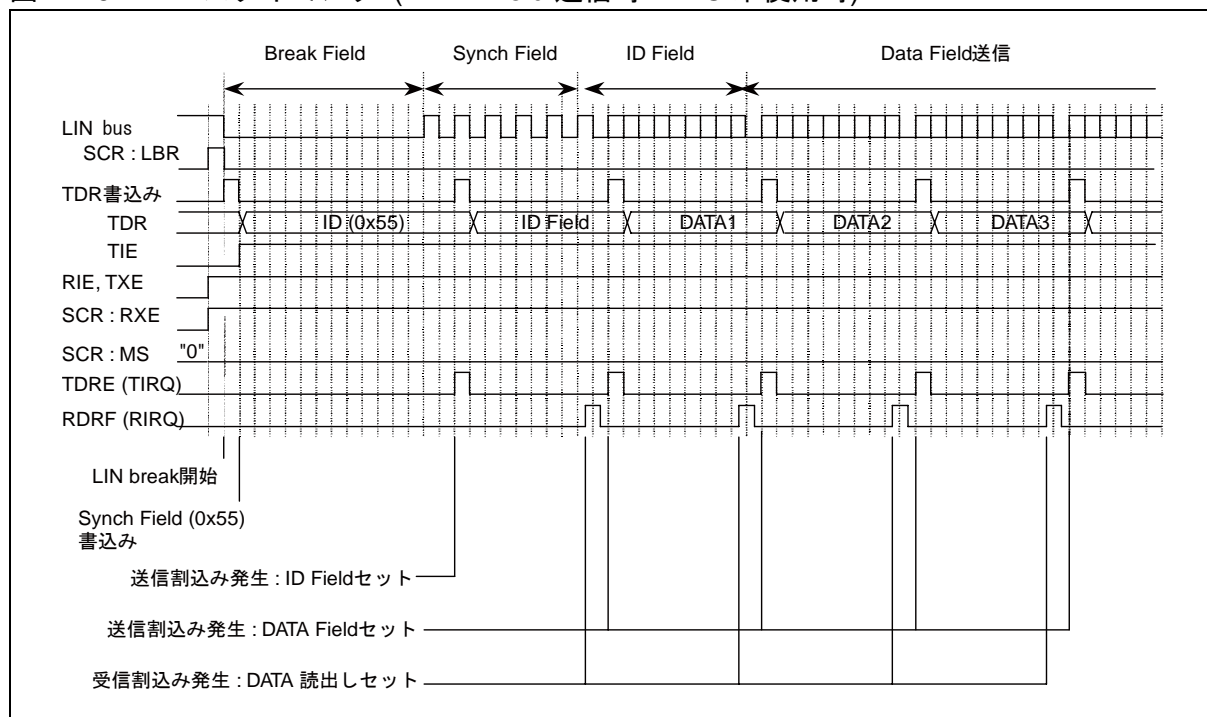 Break Field Synch Field ID Field Data Field送信
LIN bus
SCR : LBR
TDR書込み
TDR ID (0x55) ID Field DATA1 DATA2 DATA3
TIE
RIE, TXE
SCR : RXE
SCR : MS "0"
TDRE (TIRQ)
RDRF (RIRQ)
LIN break開始
Synch Field (0x55)
書込み
送信割込み発生 : ID Fieldセット
送信割込み発生 : DATA Fieldセット
受信割込み発生 : DATA 読出しセット